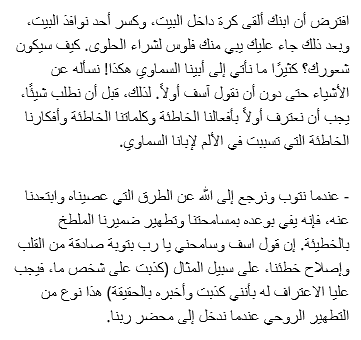 افترض أن ابنك ألقى كرة داخل البيت، وكسر أحد نوافذ البيت،
وبعد ذلك جاء عليك يبي منك فلوس لشراء الحلوى. كيف سيكون
شعورك؟ كثيرًا ما نأتي إلى أبينا السماوي هكذا! نسأله عن
الأشياء حتى دون أن نقول آسف أولاً. لذلك، قبل أن نطلب شيئًا،
يجب أن نعترف أولاً بأفعالنا الخاطئة وكلماتنا الخاطئة وأفكارنا
الخاطئة التي تسببت في الألم لإبانا السماوي.
- عندما نتوب ونرجع إلى الله عن الطرق التي عصيناه وابتعدنا
عنه، فإنه يفي بوعده بمسامحتنا وتطهير ضميرنا الملطخ
بالخطيئة. إن قول اسف وسامحني يا رب بتوبة صادقة من القلب
وإصلاح خطئنا، على سبيل المثال (كذبت على شخص ما، فيجب
عليا الاعتراف له بأنني كذبت وأخبره بالحقيقة) هذا نوع من
التطهير الروحي عندما ندخل إلى محضر ربنا.